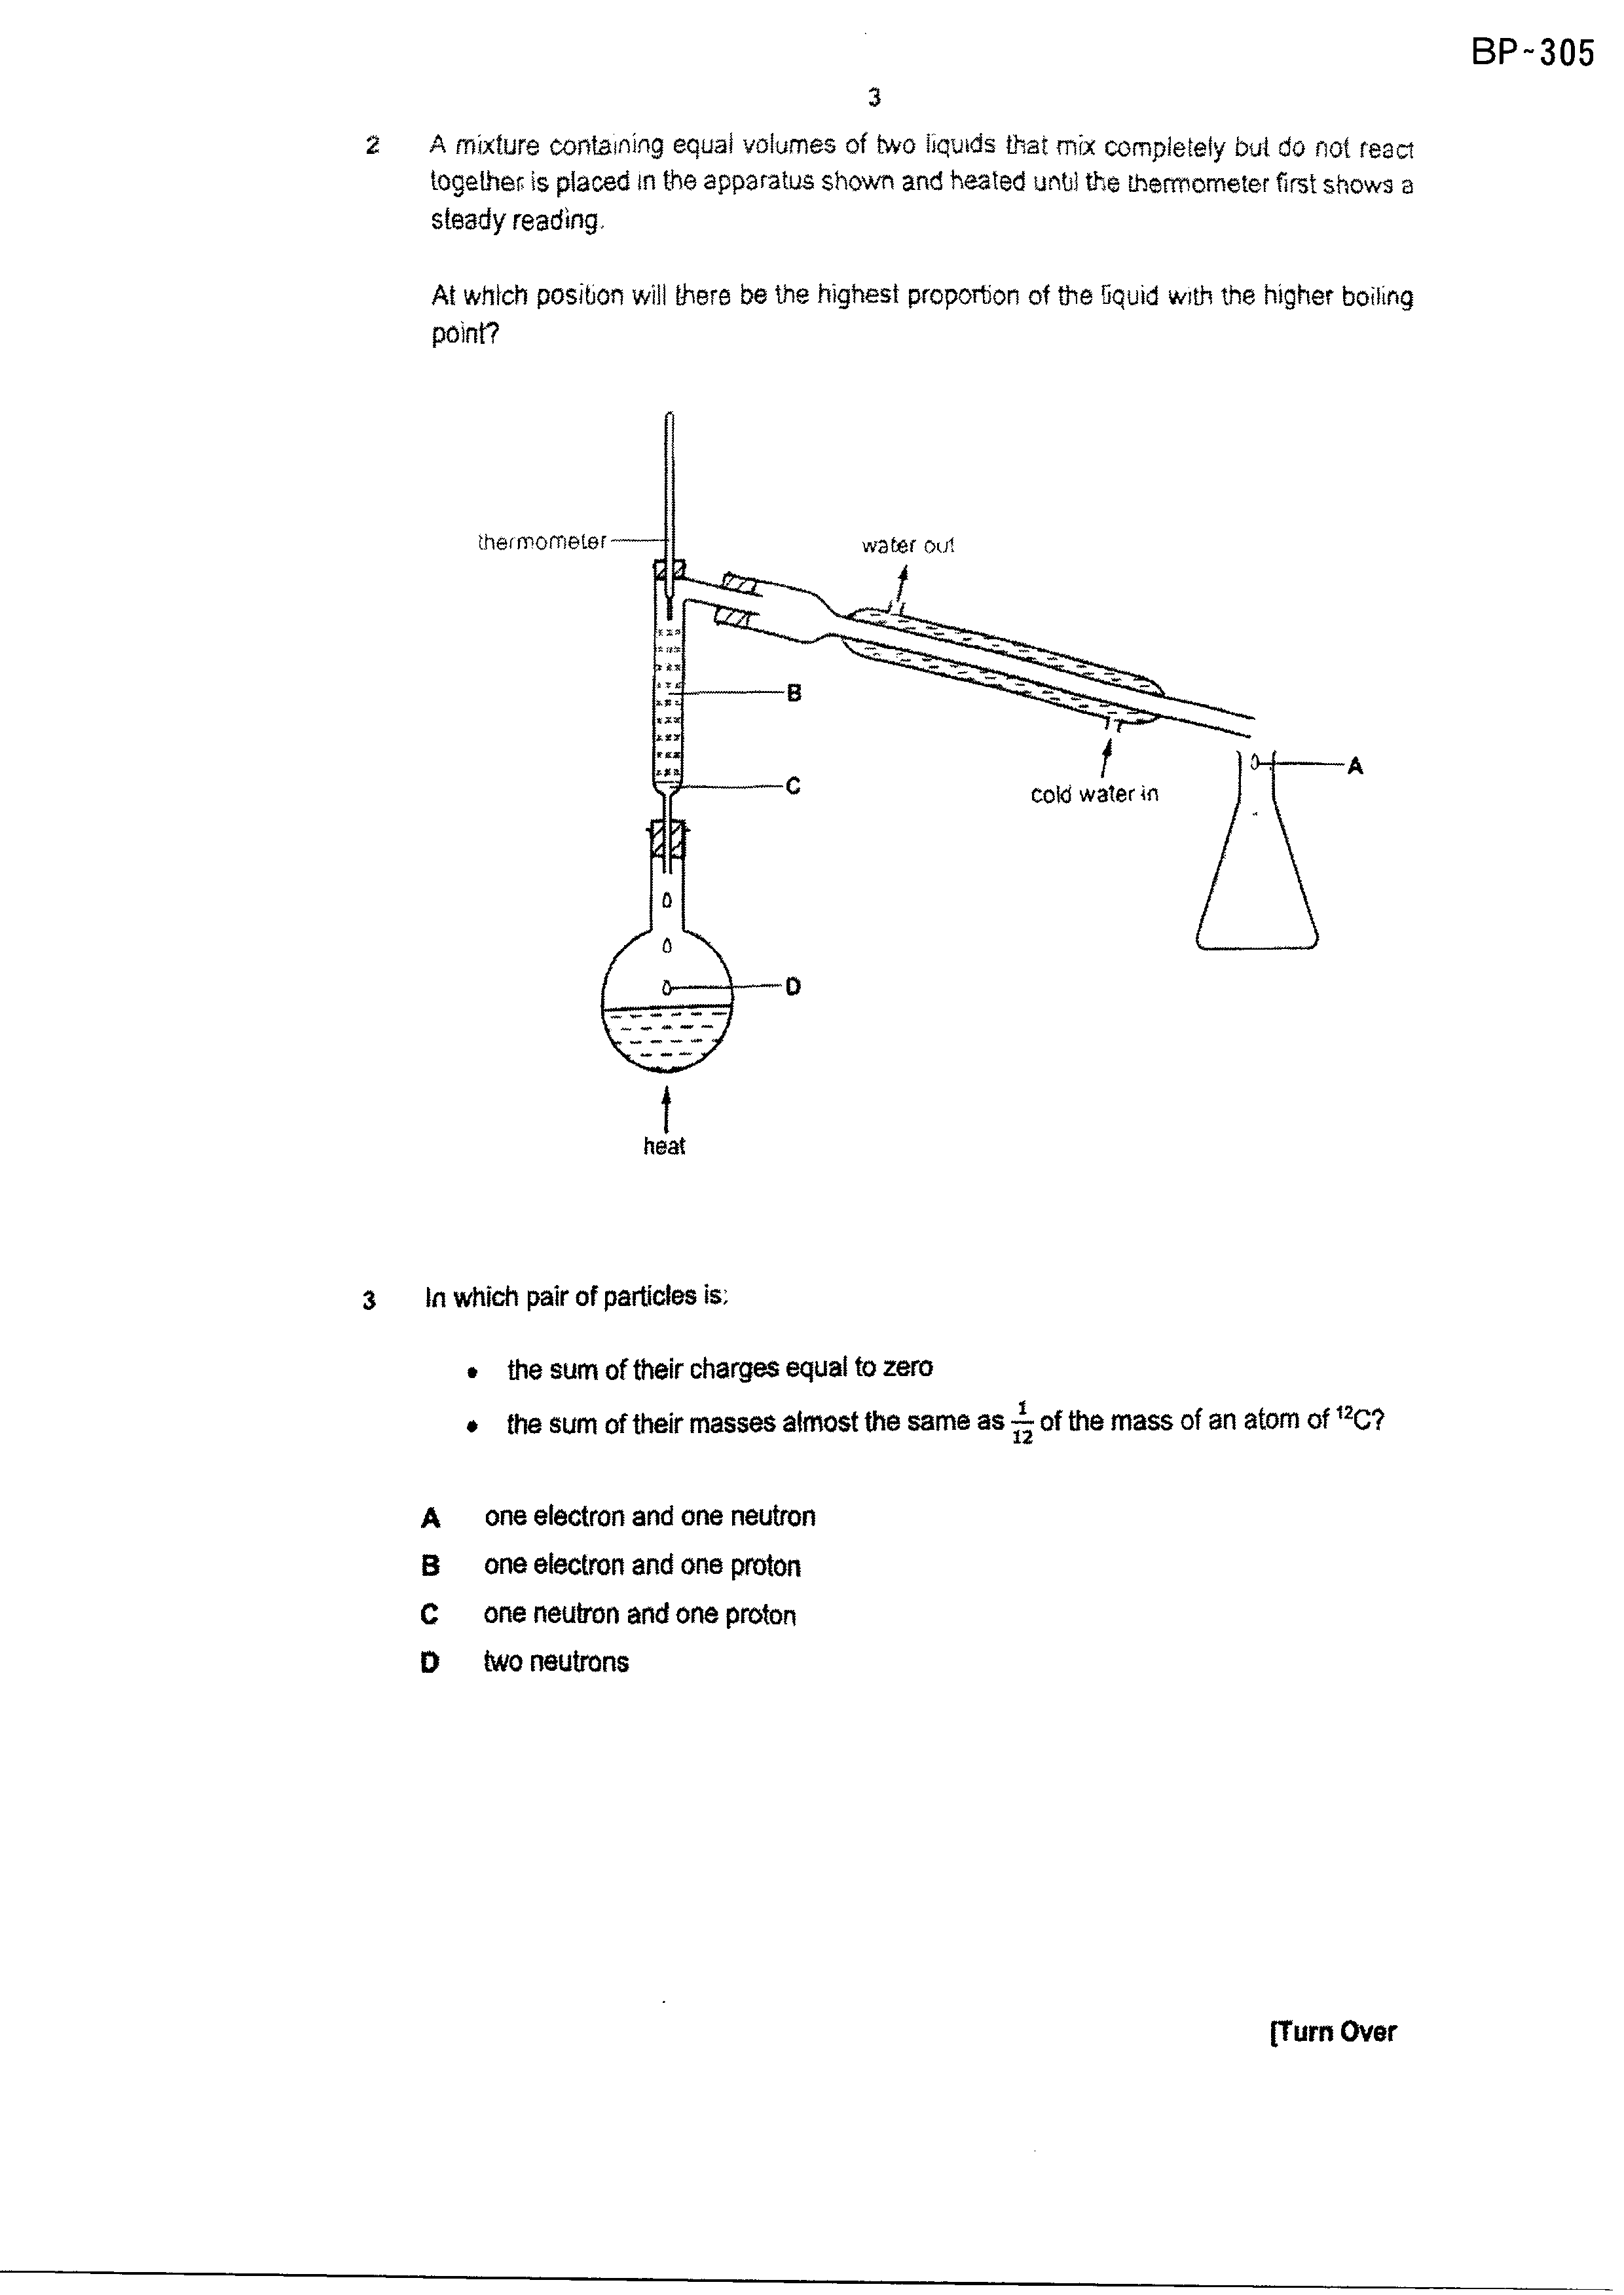 BP-305
3
2 A mixture containing equal volumes of two liquids that mix completely but do not react
together is placed in the apparatus shown and heated until the thermometer first shows a
steady reading.
At which position will there be the highest proportion of the liquid with the higher boiling
point?
thermometer
water out
B
A
C
cold water in
D
heat
3 In which pair of particles is:
• the sum of their charges equal to zero
• the sum of their masses almost the same as 1/12 of the mass of an atom of ¹²C?
A one electron and one neutron
B one electron and one proton
C one neutron and one proton
D two neutrons
[Turn Over